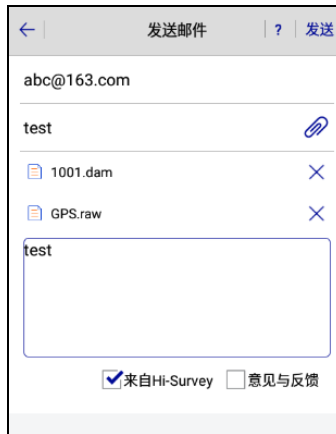 发送邮件 ? 发送
abc@163.com
test
1001.dam
GPS.raw
test
来自Hi-Survey 意见与反馈